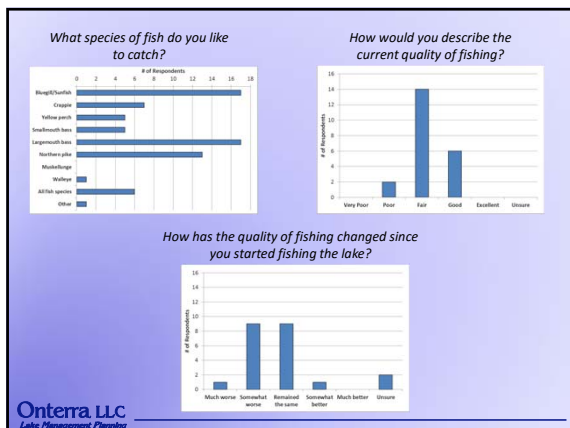 What species of fish do you like
to catch?
# of Respondents
0 2 4 6 8 10 12 14 16 18
Bluegill/Sunfish
Crappie
Yellow perch
Smallmouth bass
Largemouth bass
Northern pike
Muskellunge
Walleye
All fish species
Other
How would you describe the
current quality of fishing?
# of Respondents
16
14
12
10
8
6
4
2
0
Very Poor Poor Fair Good Excellent Unsure
How has the quality of fishing changed since
you started fishing the lake?
# of Respondents
16
14
12
10
8
6
4
2
0
Much worse Somewhat Remained Somewhat Much better Unsure
worse the same better
Onterra LLC
Lake Management Planning